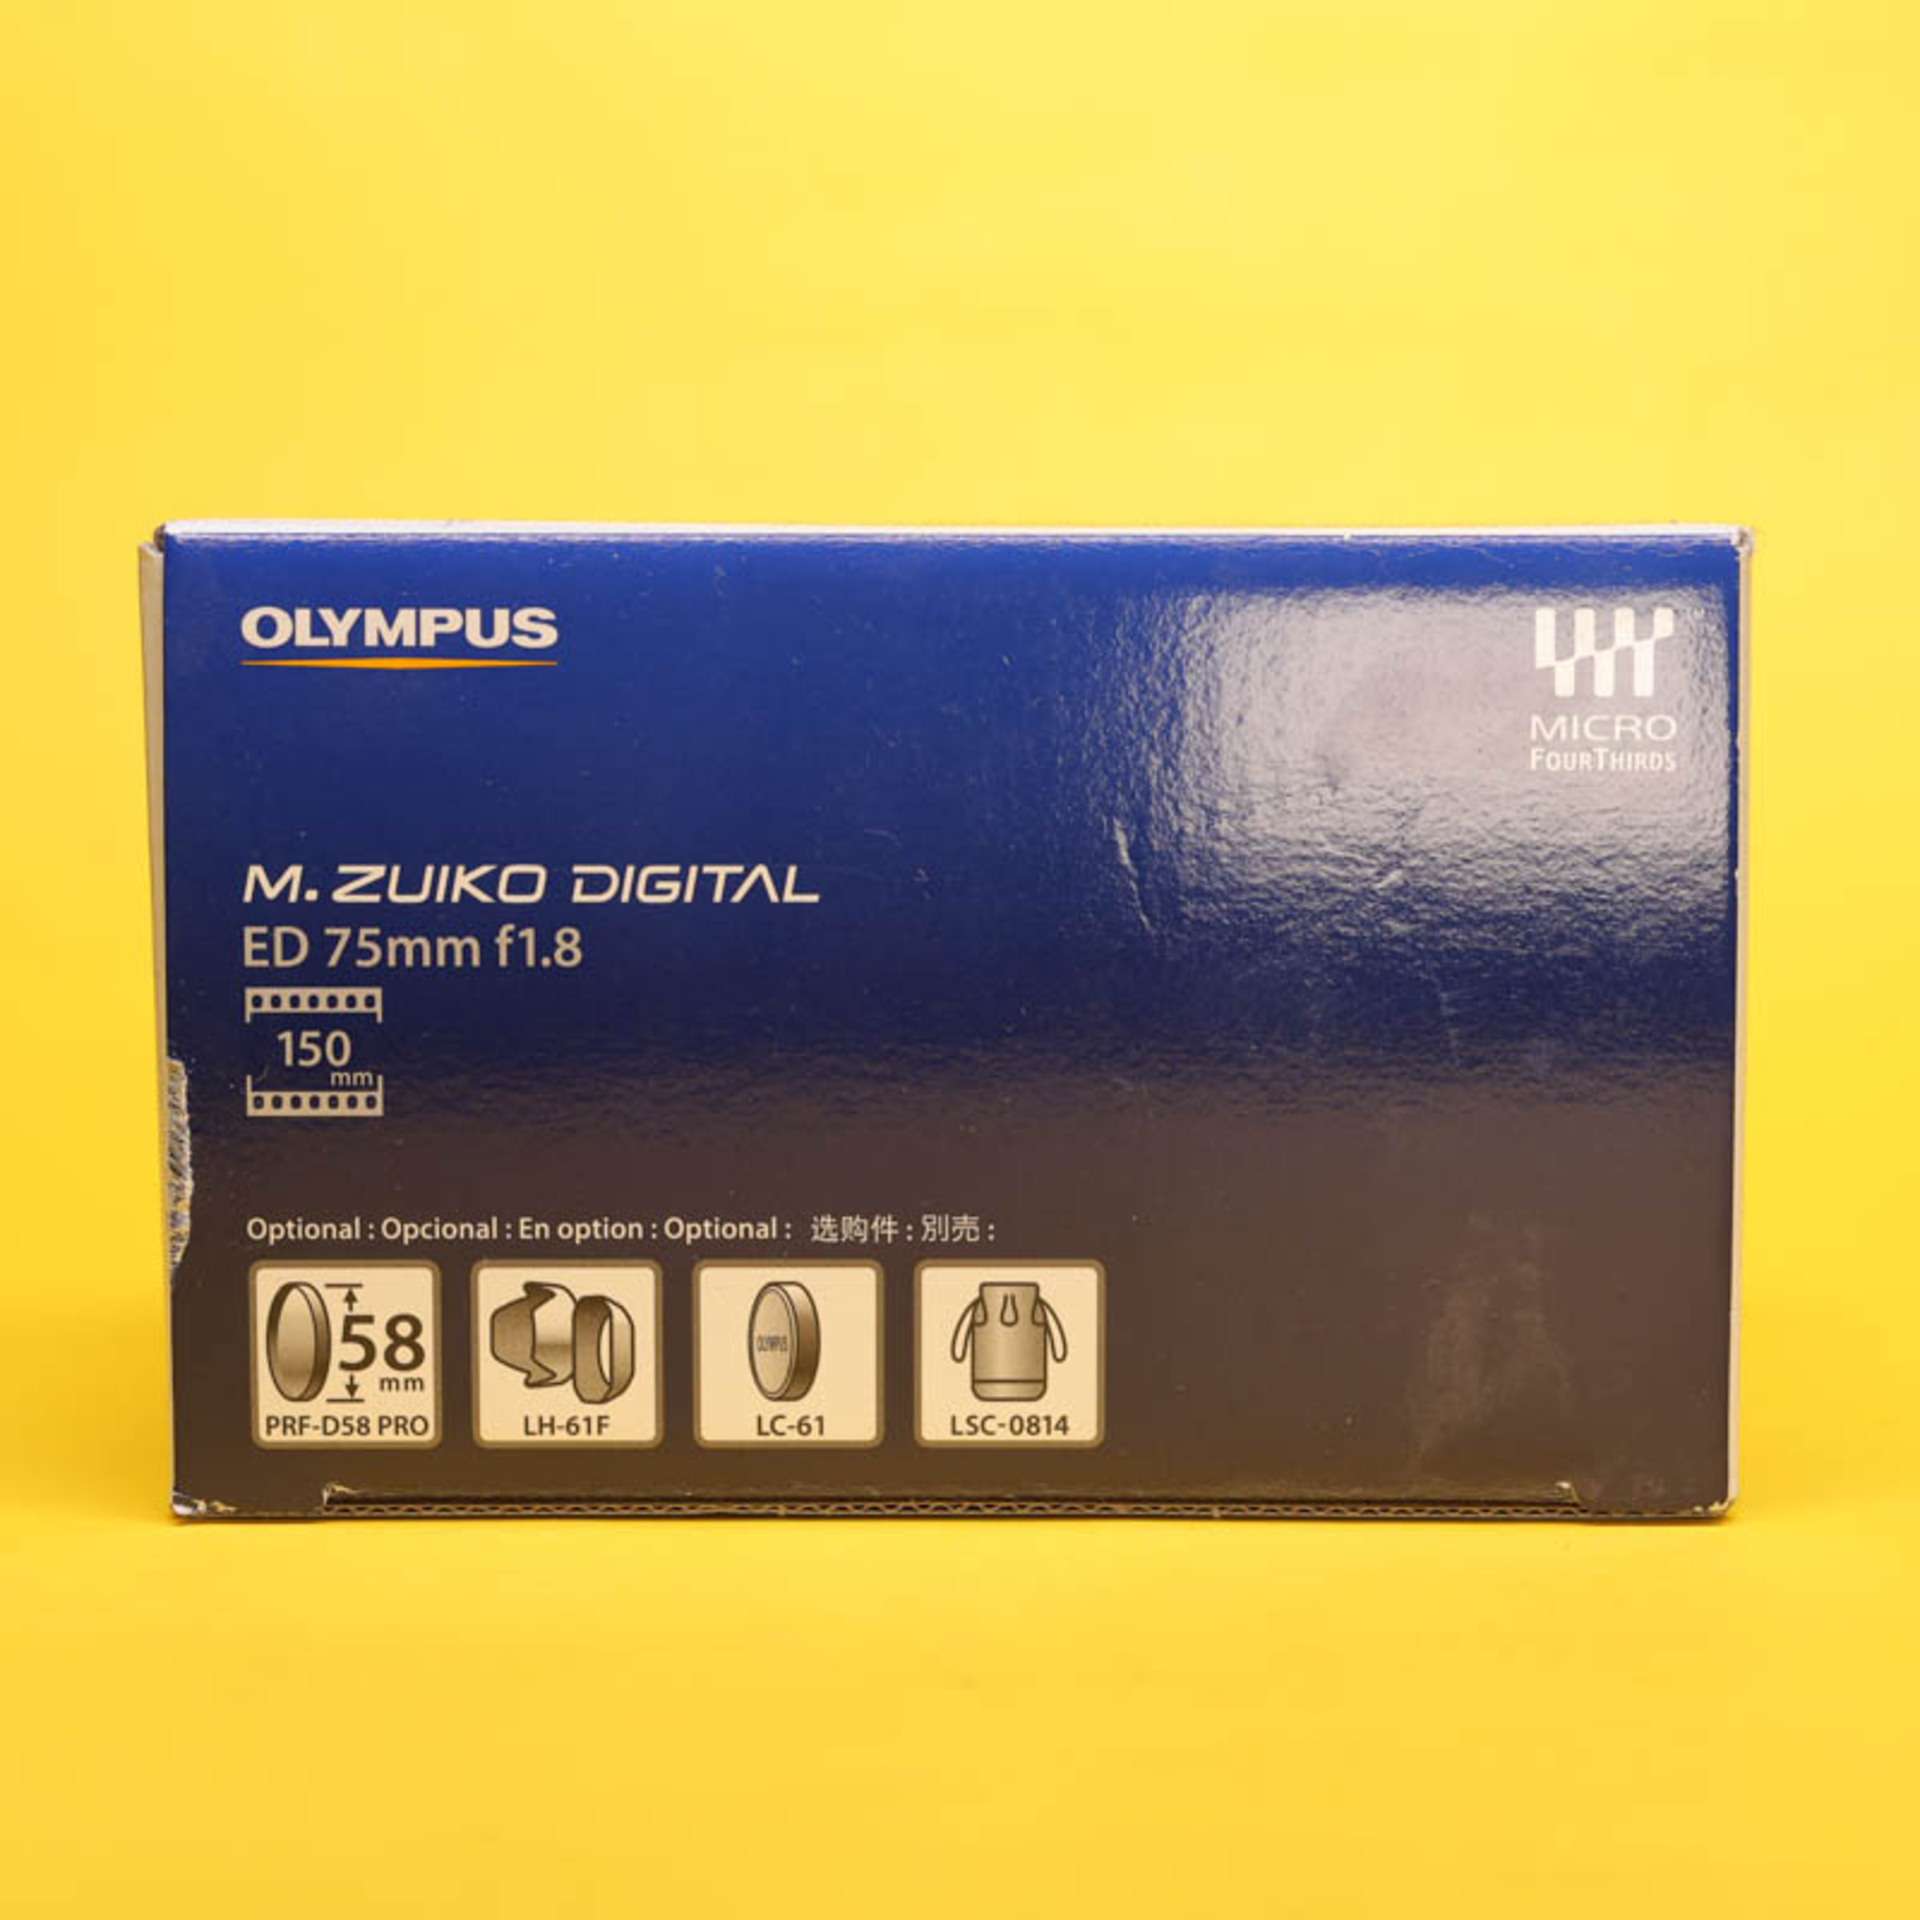 OLYMPUS
MICRO
FOURTHIRDS
M. ZUIKO DIGITAL
ED 75mm f1.8
150
mm
Optional : Opcional : En option : Optional : 选购件 : 別売 :
58
mm
PRF-D58 PRO
LH-61F
OLYMPUS
LC-61
LSC-0814